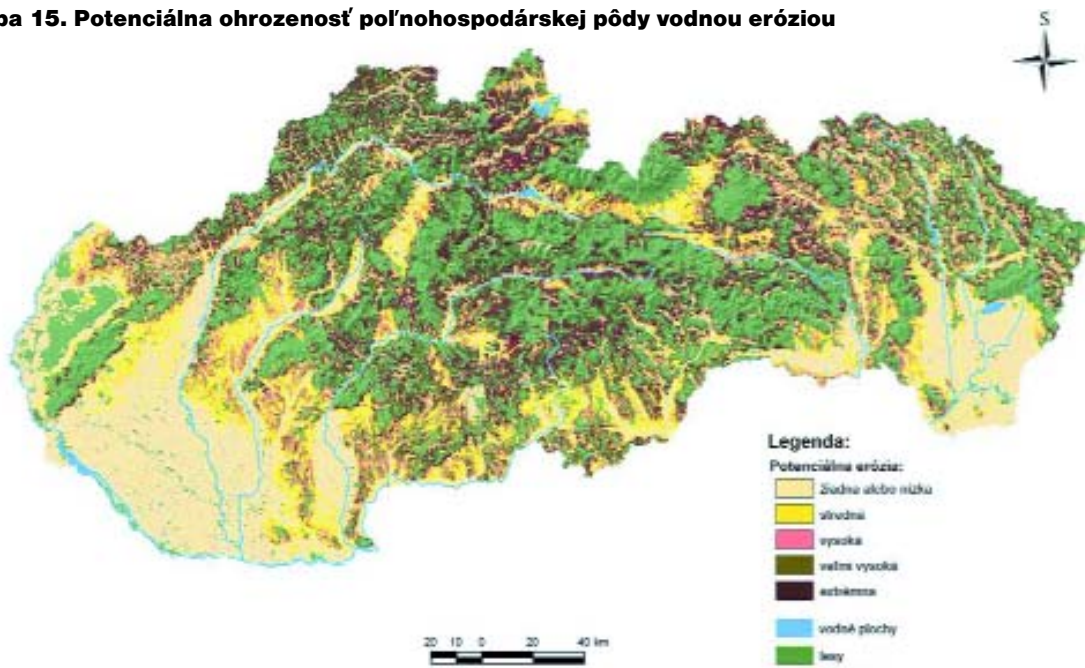 pa 15. Potenciálna ohrozenosť poľnohospodárskej pôdy vodnou eróziou
S
Legenda:
Potenciálna erózia:
žiadna alebo nízka
stredná
vysoká
veľmi vysoká
extrémna
vodné plochy
lesy
20 10 0 20 40 km